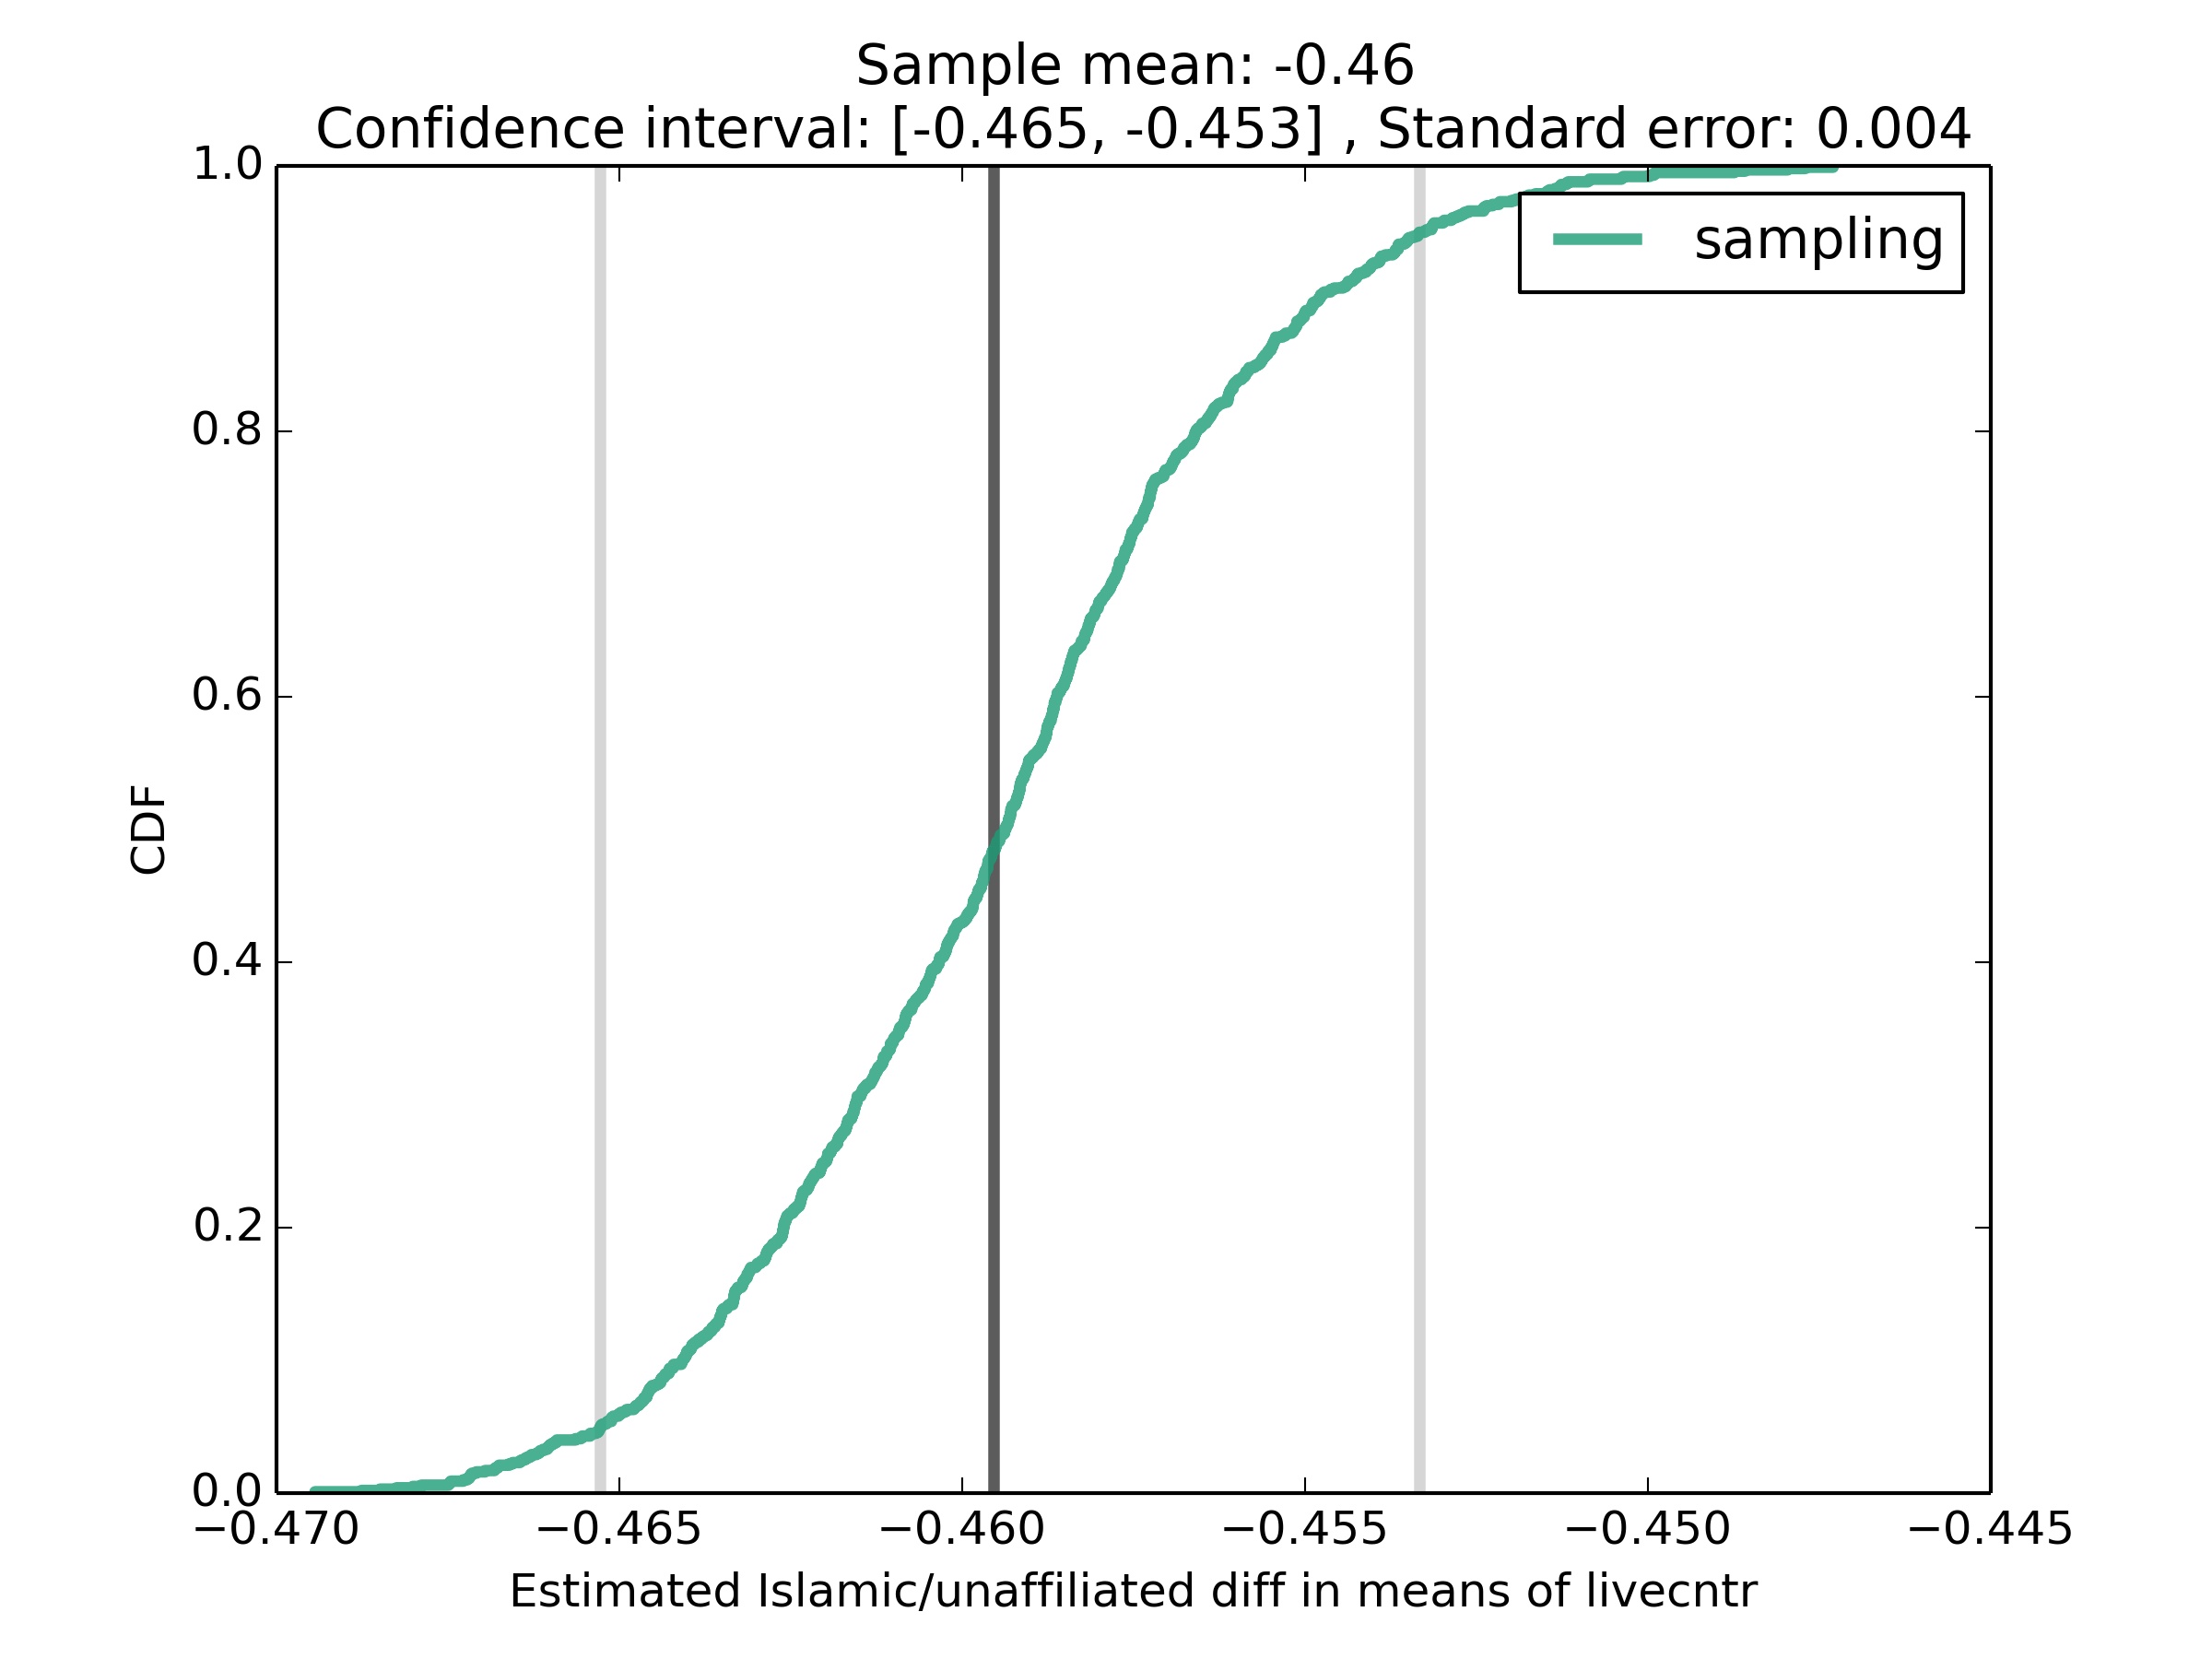 Sample mean: -0.46
Confidence interval: [-0.465, -0.453] , Standard error: 0.004
1.0
sampling
0.8
0.6
CDF
0.4
0.2
0.0
−0.470 −0.465 −0.460 −0.455 −0.450 −0.445
Estimated Islamic/unaffiliated diff in means of livecntr